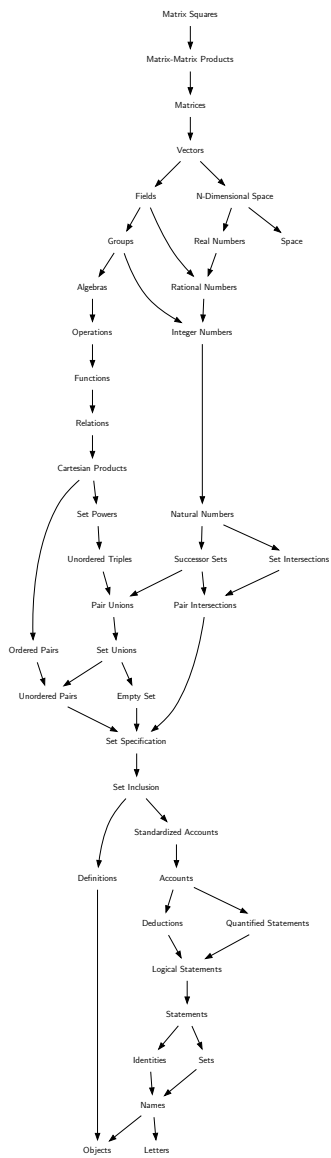 Matrix Squares
Matrix-Matrix Products
Matrices
Vectors
Fields
N-Dimensional Space
Groups
Real Numbers
Space
Algebras
Rational Numbers
Operations
Integer Numbers
Functions
Relations
Cartesian Products
Set Powers
Natural Numbers
Unordered Triples
Successor Sets
Set Intersections
Pair Unions
Pair Intersections
Ordered Pairs
Set Unions
Unordered Pairs
Empty Set
Set Specification
Set Inclusion
Standardized Accounts
Definitions
Accounts
Deductions
Quantified Statements
Logical Statements
Statements
Identities
Sets
Names
Objects
Letters